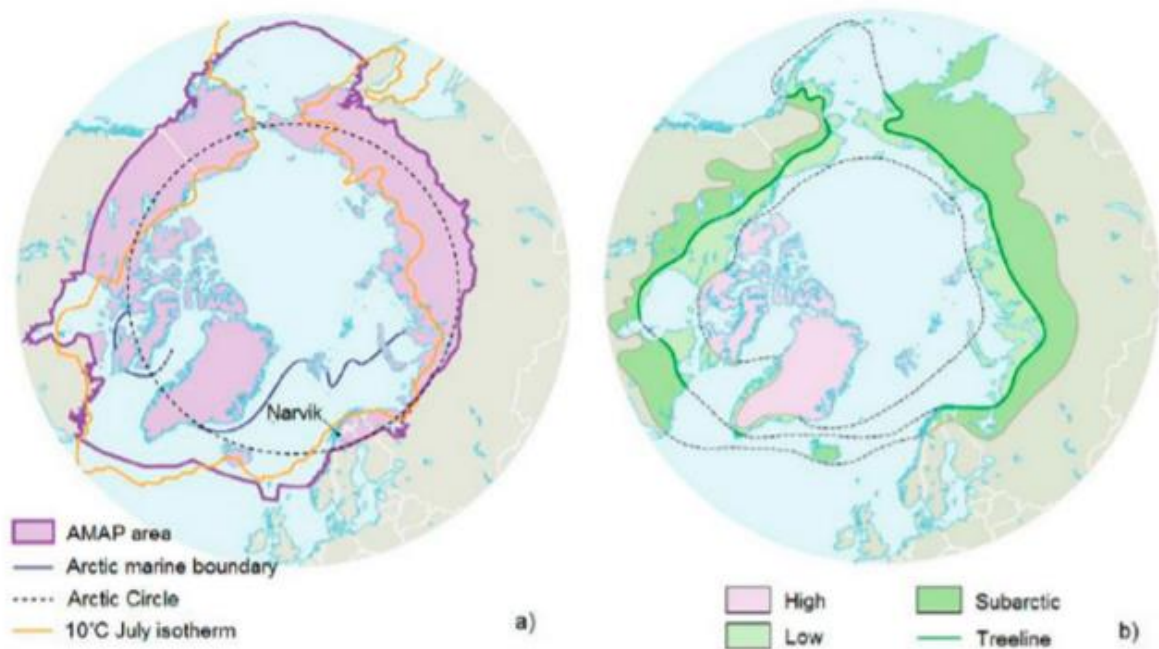 Narvik
AMAP area
Arctic marine boundary
Arctic Circle
10°C July isotherm
a)
High
Low
Subarctic
Treeline
b)